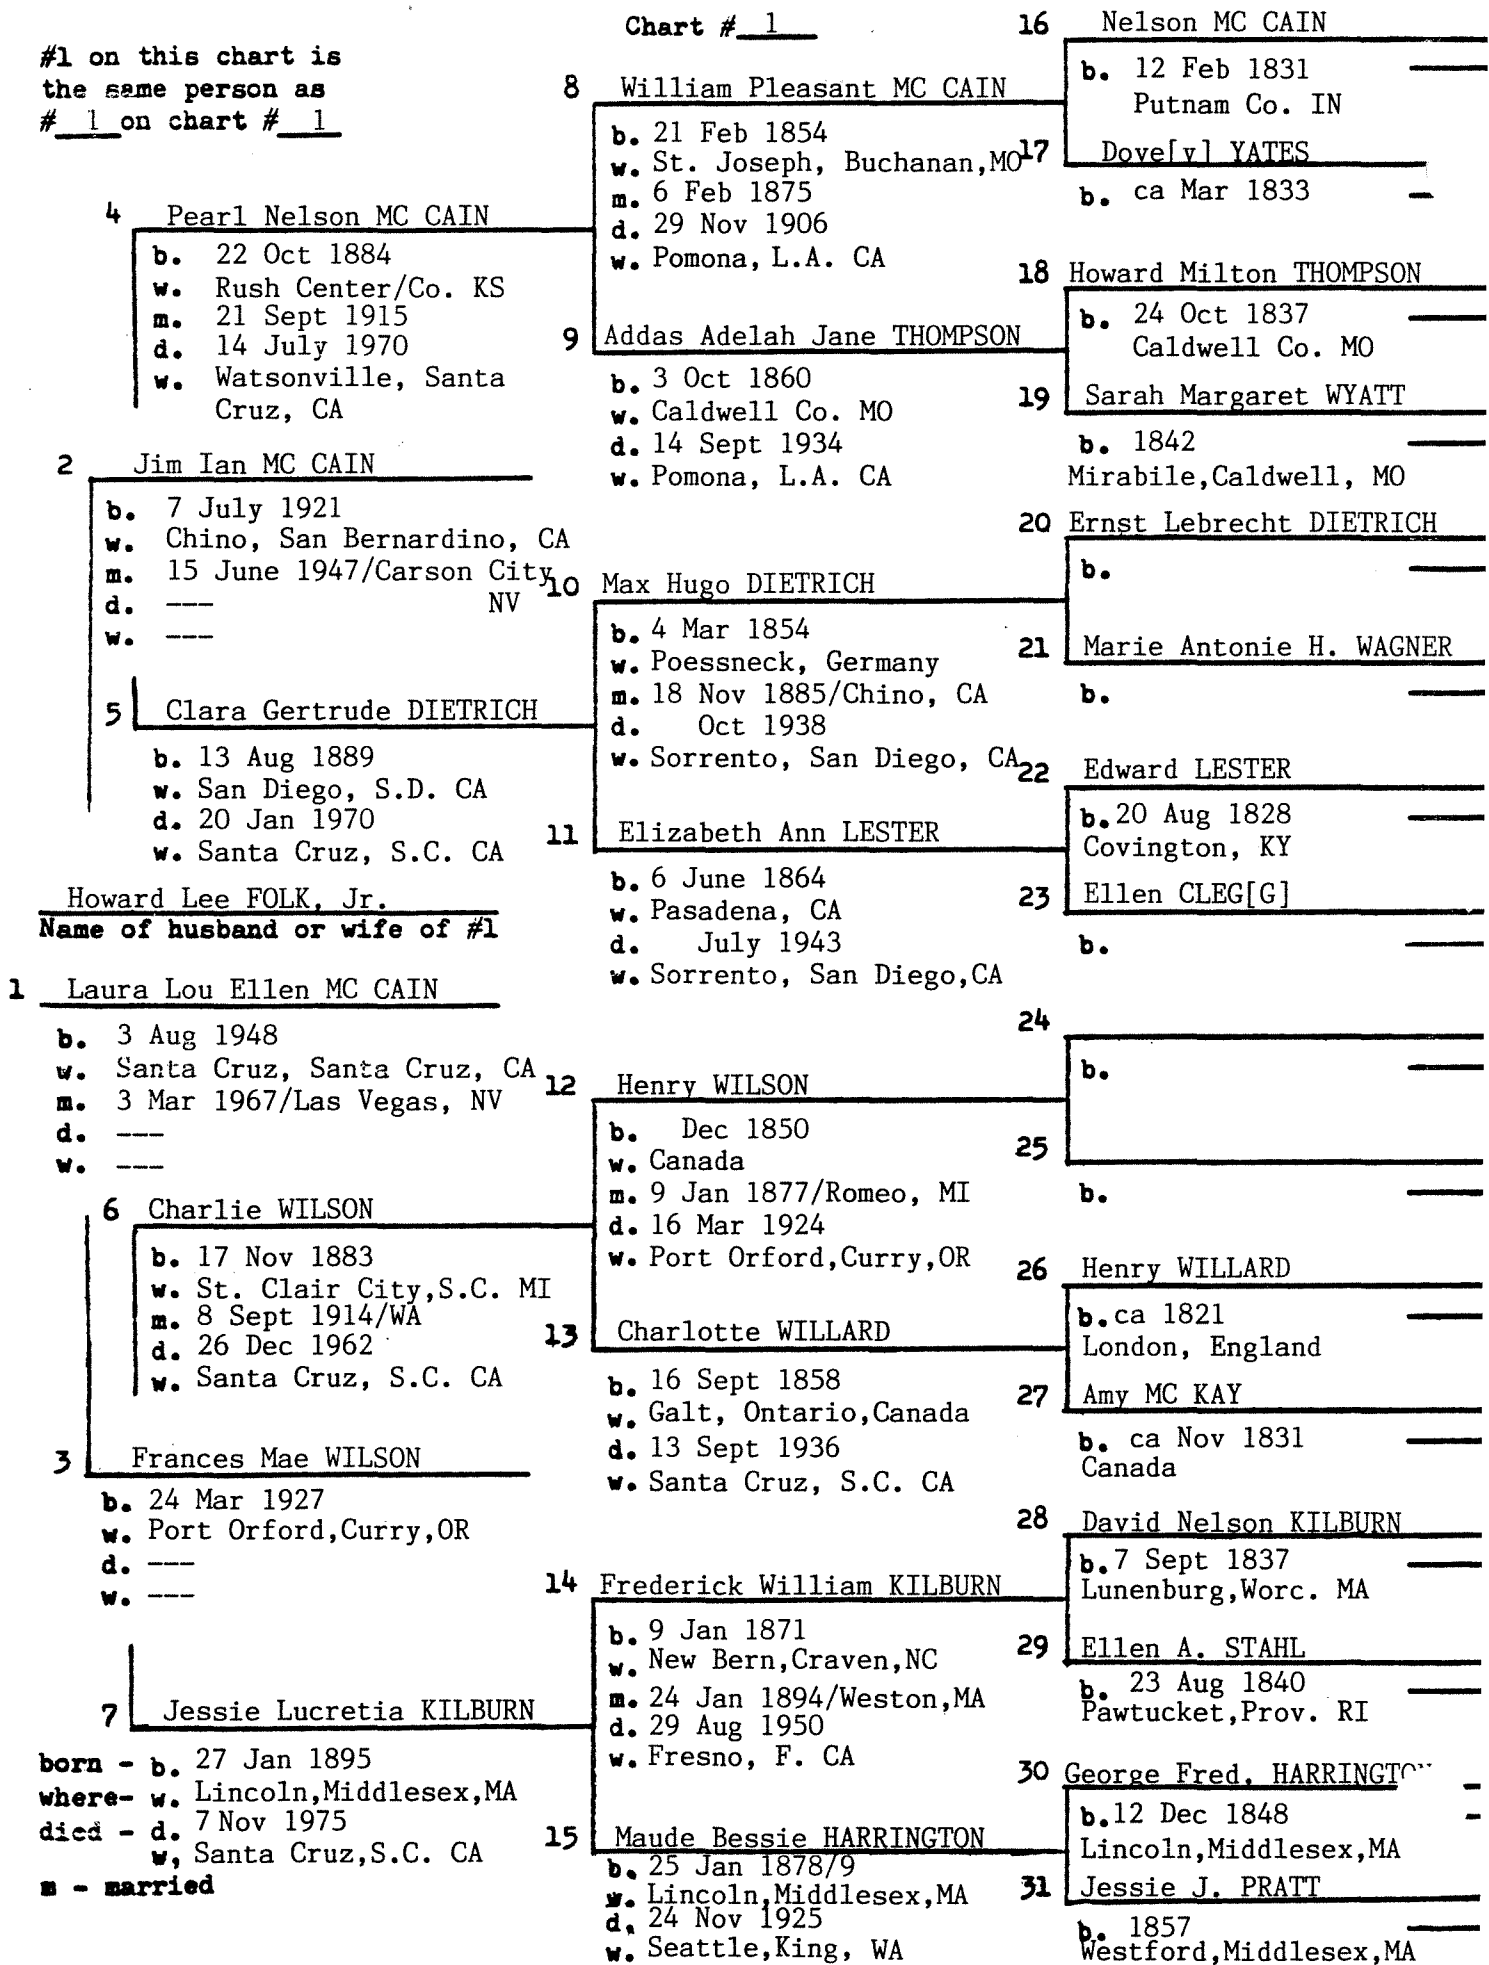 Chart # 1
#1 on this chart is
the same person as
# 1 on chart # 1
1 Laura Lou Ellen MC CAIN
b. 3 Aug 1948
w. Santa Cruz, Santa Cruz, CA
m. 3 Mar 1967/Las Vegas, NV
d. ---
w. ---
Howard Lee FOLK, Jr.
Name of husband or wife of #1
2 Jim Ian MC CAIN
b. 7 July 1921
w. Chino, San Bernardino, CA
m. 15 June 1947/Carson City
d. --- NV
w. ---
3 Frances Mae WILSON
b. 24 Mar 1927
w. Port Orford,Curry,OR
d. ---
w. ---
4 Pearl Nelson MC CAIN
b. 22 Oct 1884
w. Rush Center/Co. KS
m. 21 Sept 1915
d. 14 July 1970
w. Watsonville, Santa
Cruz, CA
5 Clara Gertrude DIETRICH
b. 13 Aug 1889
w. San Diego, S.D. CA
d. 20 Jan 1970
w. Santa Cruz, S.C. CA
6 Charlie WILSON
b. 17 Nov 1883
w. St. Clair City,S.C. MI
m. 8 Sept 1914/WA
d. 26 Dec 1962
w. Santa Cruz, S.C. CA
7 Jessie Lucretia KILBURN
born - b. 27 Jan 1895
where- w. Lincoln,Middlesex,MA
died - d. 7 Nov 1975
w, Santa Cruz,S.C. CA
m - married
8 William Pleasant MC CAIN
b. 21 Feb 1854
w. St. Joseph, Buchanan,MO
m. 6 Feb 1875
d. 29 Nov 1906
w. Pomona, L.A. CA
9 Addas Adelah Jane THOMPSON
b. 3 Oct 1860
w. Caldwell Co. MO
d. 14 Sept 1934
w. Pomona, L.A. CA
10 Max Hugo DIETRICH
b. 4 Mar 1854
w. Poessneck, Germany
m. 18 Nov 1885/Chino, CA
d. Oct 1938
w. Sorrento, San Diego, CA
11 Elizabeth Ann LESTER
b. 6 June 1864
w. Pasadena, CA
d. July 1943
w. Sorrento, San Diego,CA
12 Henry WILSON
b. Dec 1850
w. Canada
m. 9 Jan 1877/Romeo, MI
d. 16 Mar 1924
w. Port Orford,Curry,OR
13 Charlotte WILLARD
b. 16 Sept 1858
w. Galt, Ontario,Canada
d. 13 Sept 1936
w. Santa Cruz, S.C. CA
14 Frederick William KILBURN
b. 9 Jan 1871
w. New Bern,Craven,NC
m. 24 Jan 1894/Weston,MA
d. 29 Aug 1950
w. Fresno, F. CA
15 Maude Bessie HARRINGTON
b. 25 Jan 1878/9
w. Lincoln,Middlesex,MA
d, 24 Nov 1925
w. Seattle,King, WA
16 Nelson MC CAIN
b. 12 Feb 1831
Putnam Co. IN
17 Dove[y] YATES
b. ca Mar 1833
18 Howard Milton THOMPSON
b. 24 Oct 1837
Caldwell Co. MO
19 Sarah Margaret WYATT
b. 1842
Mirabile,Caldwell, MO
20 Ernst Lebrecht DIETRICH
b.
21 Marie Antonie H. WAGNER
b.
22 Edward LESTER
b. 20 Aug 1828
Covington, KY
23 Ellen CLEG[G]
b.
24
b.
25
b.
26 Henry WILLARD
b. ca 1821
London, England
27 Amy MC KAY
b. ca Nov 1831
Canada
28 David Nelson KILBURN
b. 7 Sept 1837
Lunenburg,Worc. MA
29 Ellen A. STAHL
b. 23 Aug 1840
Pawtucket,Prov. RI
30 George Fred. HARRINGTO
b. 12 Dec 1848
Lincoln,Middlesex,MA
31 Jessie J. PRATT
b. 1857
Westford,Middlesex,MA